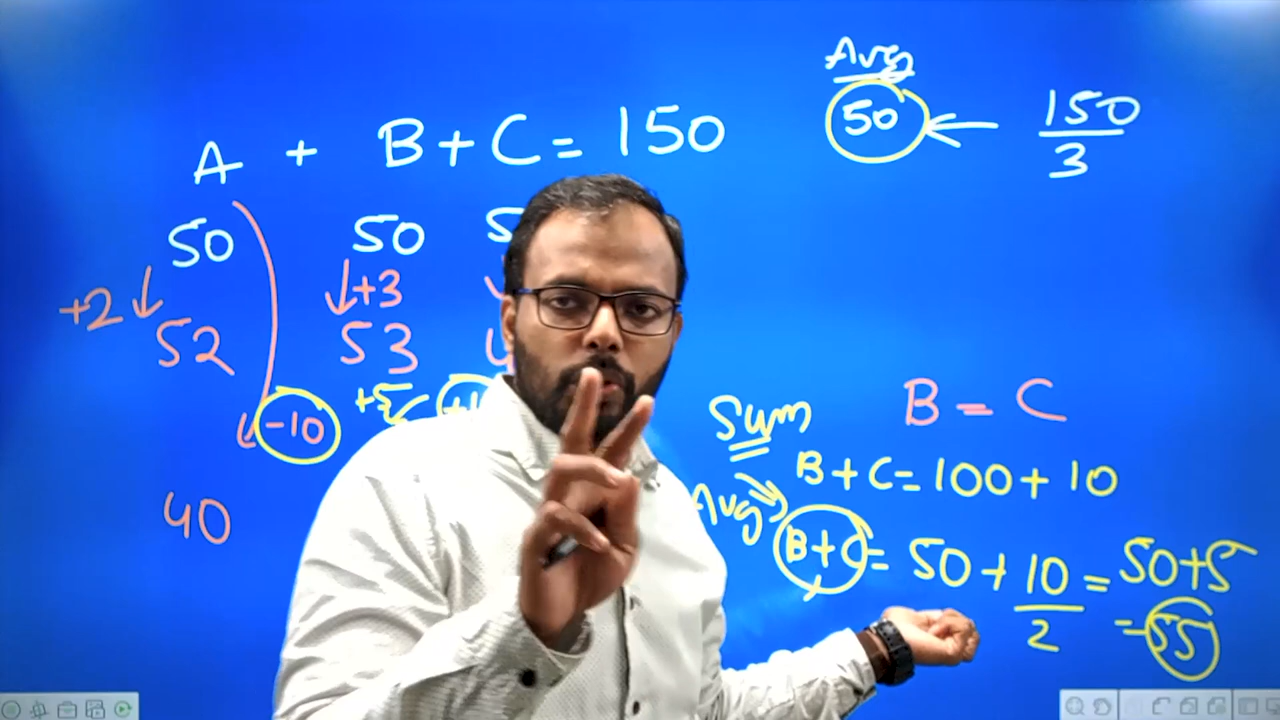 Avg
A + B + C = 150
50 ← 150/3
50 50
+2 ↓ ↓ +3
52 53
-10 +5
40
B = C
Sum
B + C = 100 + 10
Avg
B + C = 50 + 10/2 = 50 + 5
= 55